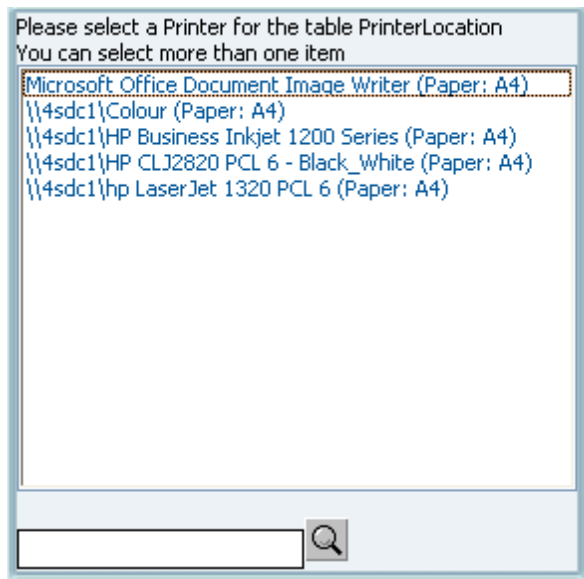 Please select a Printer for the table PrinterLocation
You can select more than one item
Microsoft Office Document Image Writer (Paper: A4)
\\4sdc1\Colour (Paper: A4)
\\4sdc1\HP Business Inkjet 1200 Series (Paper: A4)
\\4sdc1\HP CLJ2820 PCL 6 - Black_White (Paper: A4)
\\4sdc1\hp LaserJet 1320 PCL 6 (Paper: A4)